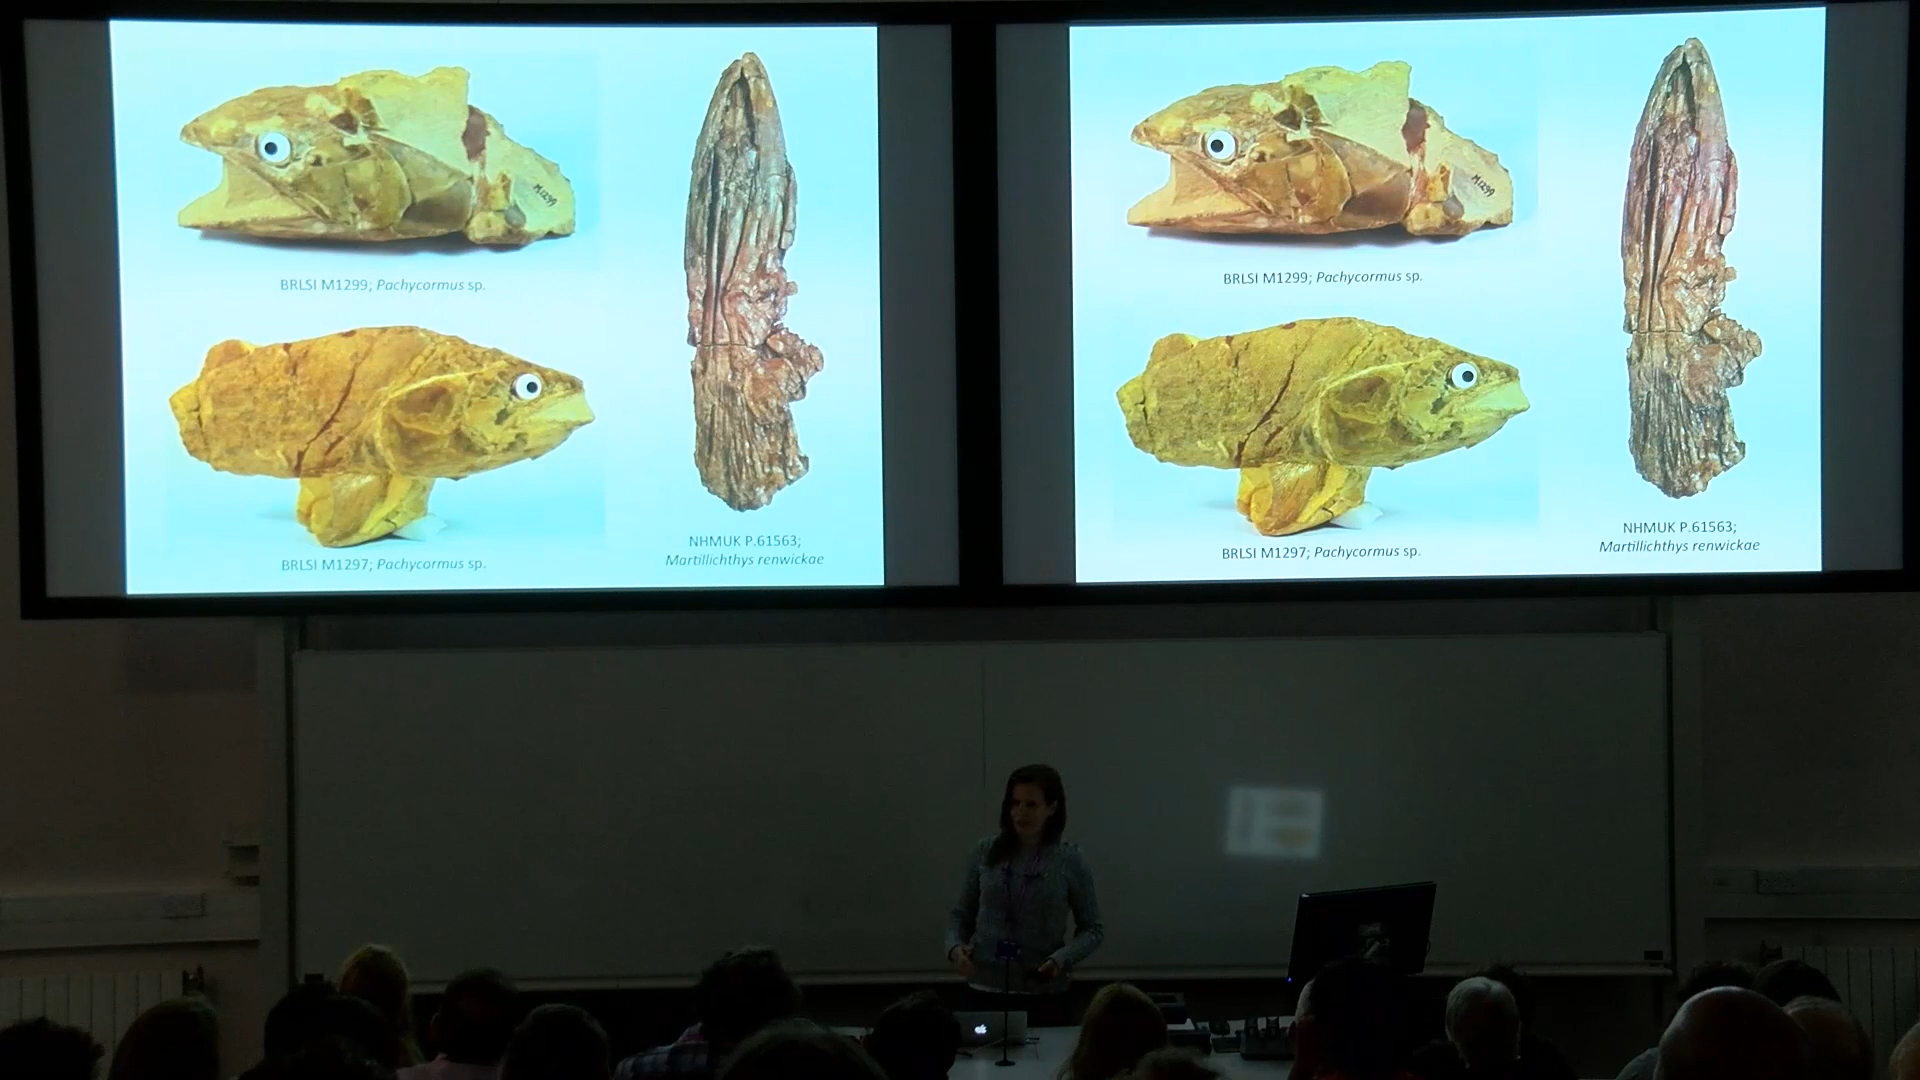 M1299
BRLSI M1299; Pachycormus sp.
BRLSI M1297; Pachycormus sp.
NHMUK P.61563;
Martillichthys renwickae
M1299
BRLSI M1299; Pachycormus sp.
BRLSI M1297; Pachycormus sp.
NHMUK P.61563;
Martillichthys renwickae